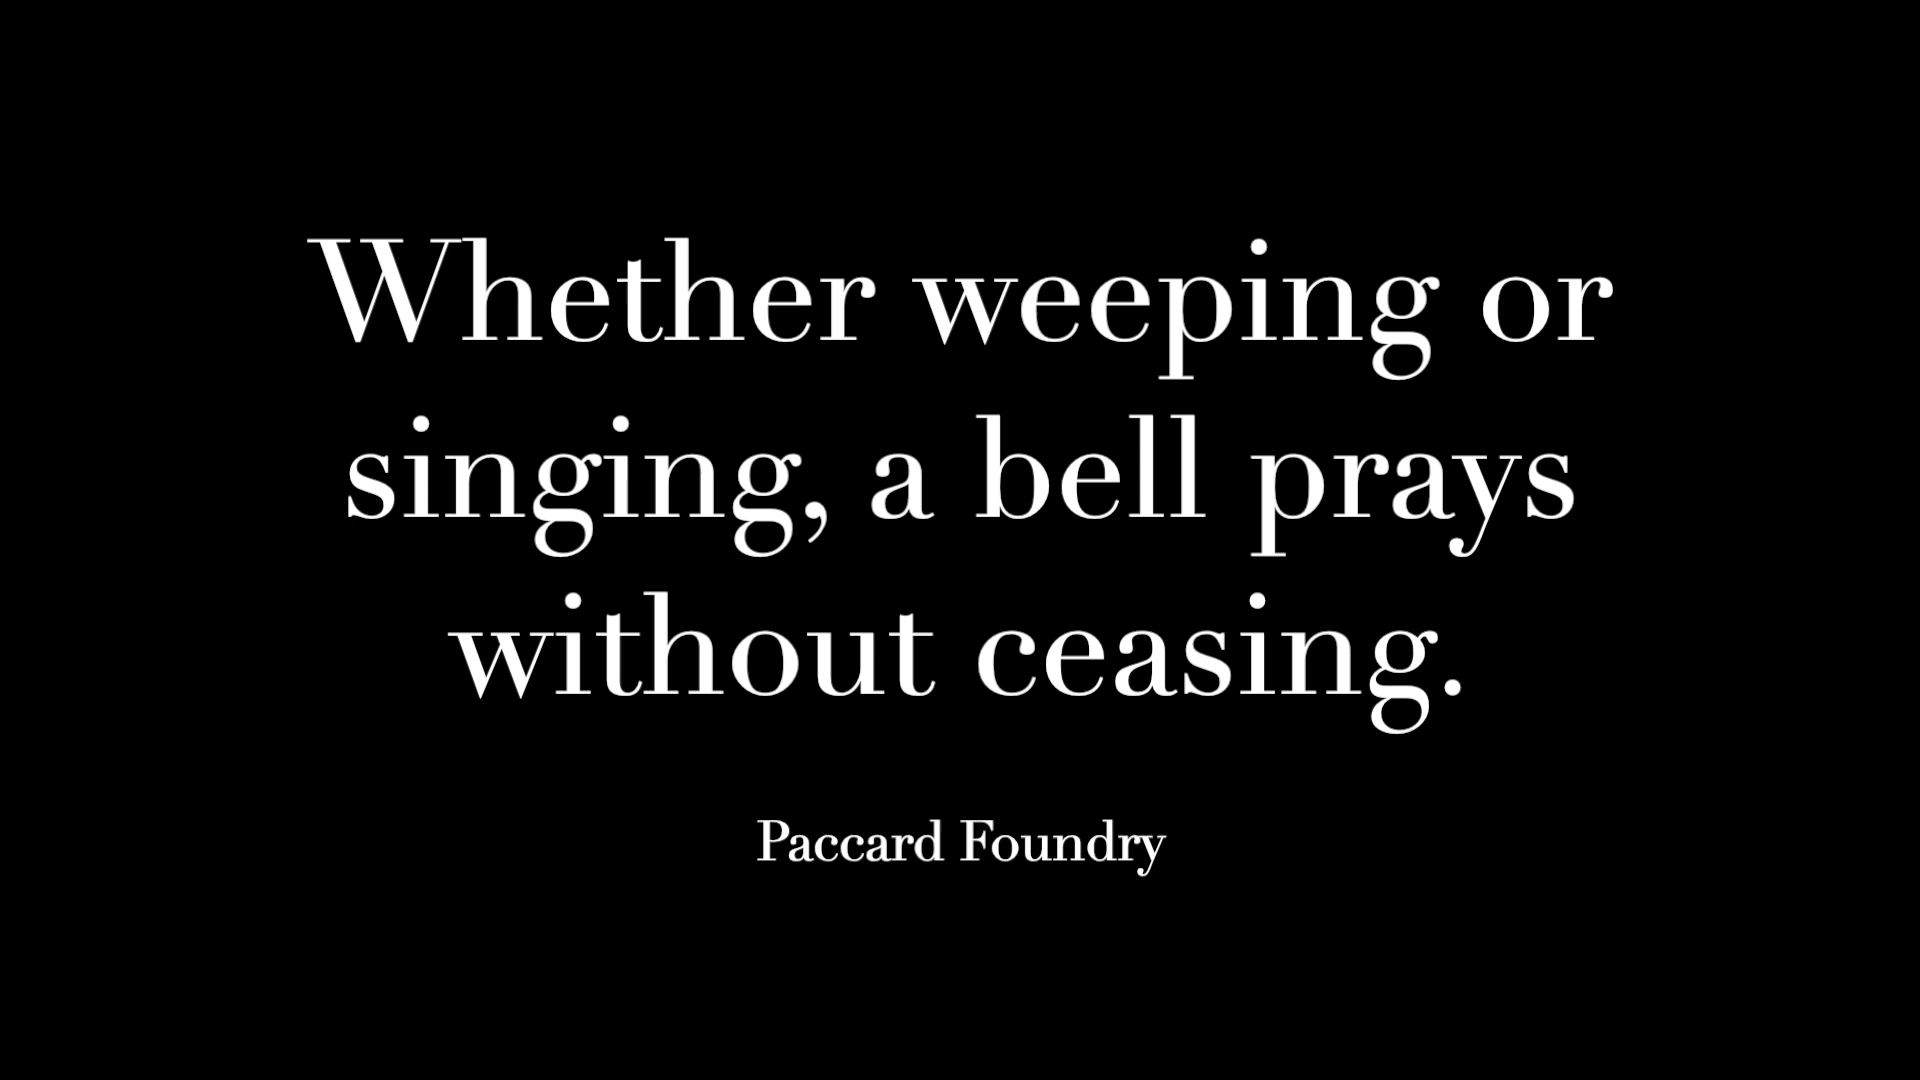 Whether weeping or
singing, a bell prays
without ceasing.
Paccard Foundry